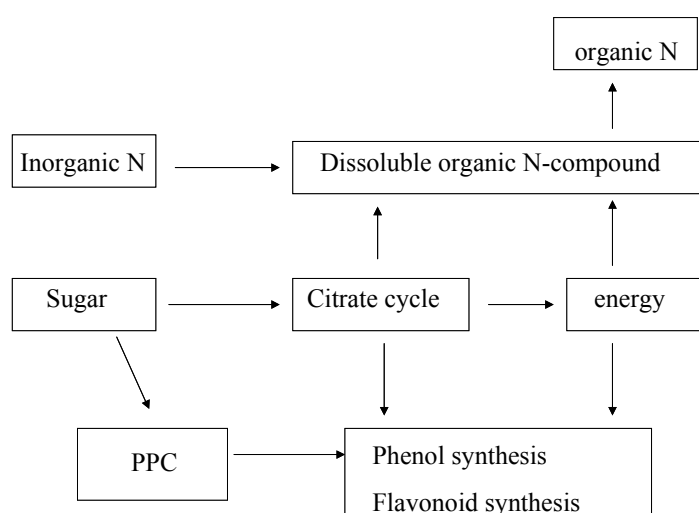 organic N
Inorganic N
Dissoluble organic N-compound
Sugar
Citrate cycle
energy
PPC
Phenol synthesis
Flavonoid synthesis